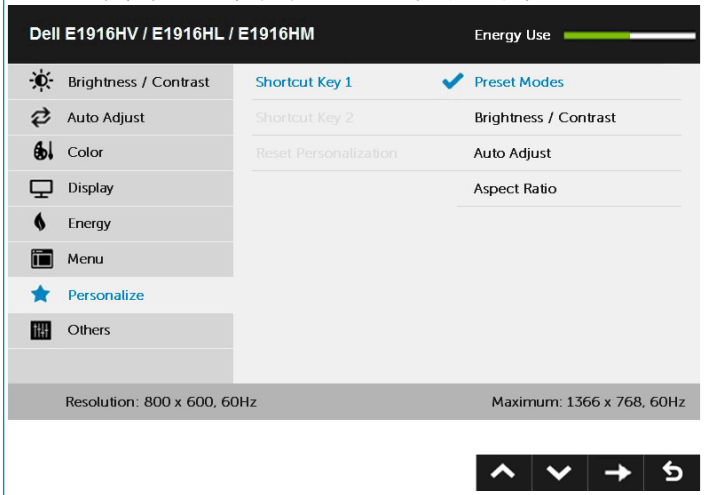 Dell E1916HV / E1916HL / E1916HM
Energy Use
Brightness / Contrast
Auto Adjust
Color
Display
Energy
Menu
Personalize
Others
Shortcut Key 1
Shortcut Key 2
Reset Personalization
Preset Modes
Brightness / Contrast
Auto Adjust
Aspect Ratio
Resolution: 800 x 600, 60Hz
Maximum: 1366 x 768, 60Hz